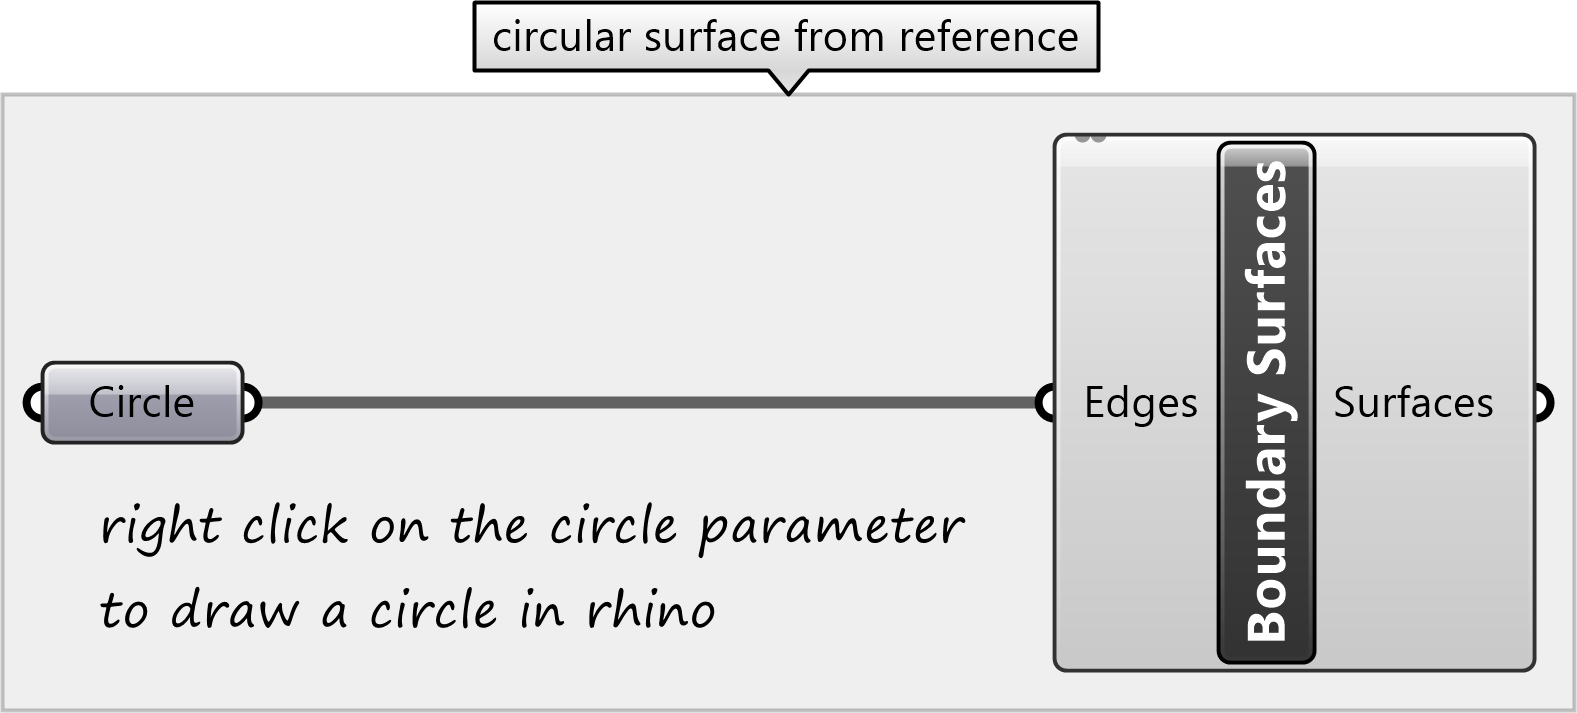 circular surface from reference
Circle
Edges
Boundary Surfaces
Surfaces
right click on the circle parameter
to draw a circle in rhino